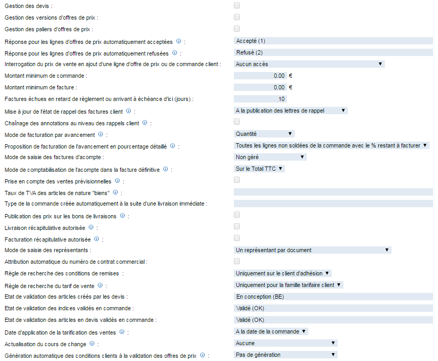 Gestion des devis :
Gestion des versions d'offres de prix :
Gestion des paliers d'offres de prix :
Réponse pour les lignes d'offres de prix automatiquement acceptées : Accepté (1)
Réponse pour les lignes d'offres de prix automatiquement refusées : Refusé (2)
Interrogation du prix de vente en ajout d'une ligne d'offre de prix ou de commande client : Aucun accès
Montant minimum de commande : 0.00 €
Montant minimum de facture : 0.00 €
Factures échues en retard de règlement ou arrivant à échéance d'ici (jours) : 10
Mise à jour de l'état de rappel des factures client : A la publication des lettres de rappel
Chaînage des annotations au niveau des rappels client :
Mode de facturation par avancement : Quantité
Proposition de facturation de l'avancement en pourcentage détaillé : Toutes les lignes non soldées de la commande avec le % restant à facturer
Mode de saisie des factures d'acompte : Non géré
Mode de comptabilisation de l'acompte dans la facture définitive : Sur le Total TTC
Prise en compte des ventes prévisionnelles :
Taux de TVA des articles de nature "biens" :
Type de la commande créée automatiquement à la suite d'une livraison immédiate :
Publication des prix sur les bons de livraisons :
Livraison récapitulative autorisée :
Facturation récapitulative autorisée :
Mode de saisie des représentants : Un représentant par document
Attribution automatique du numéro de contrat commercial :
Règle de recherche des conditions de remises : Uniquement sur le client d'adhésion
Règle de recherche du tarif de vente : Uniquement pour la famille tarifaire client
Etat de validation des articles créés par les devis : En conception (BE)
Etat de validation des indices validés en commande : Validé (OK)
Etat de validation des articles en devis validés en commande : Validé (OK)
Date d'application de la tarification des ventes : A la date de la commande
Actualisation du cours de change : Aucune
Génération automatique des conditions clients à la validation des offres de prix : Pas de génération